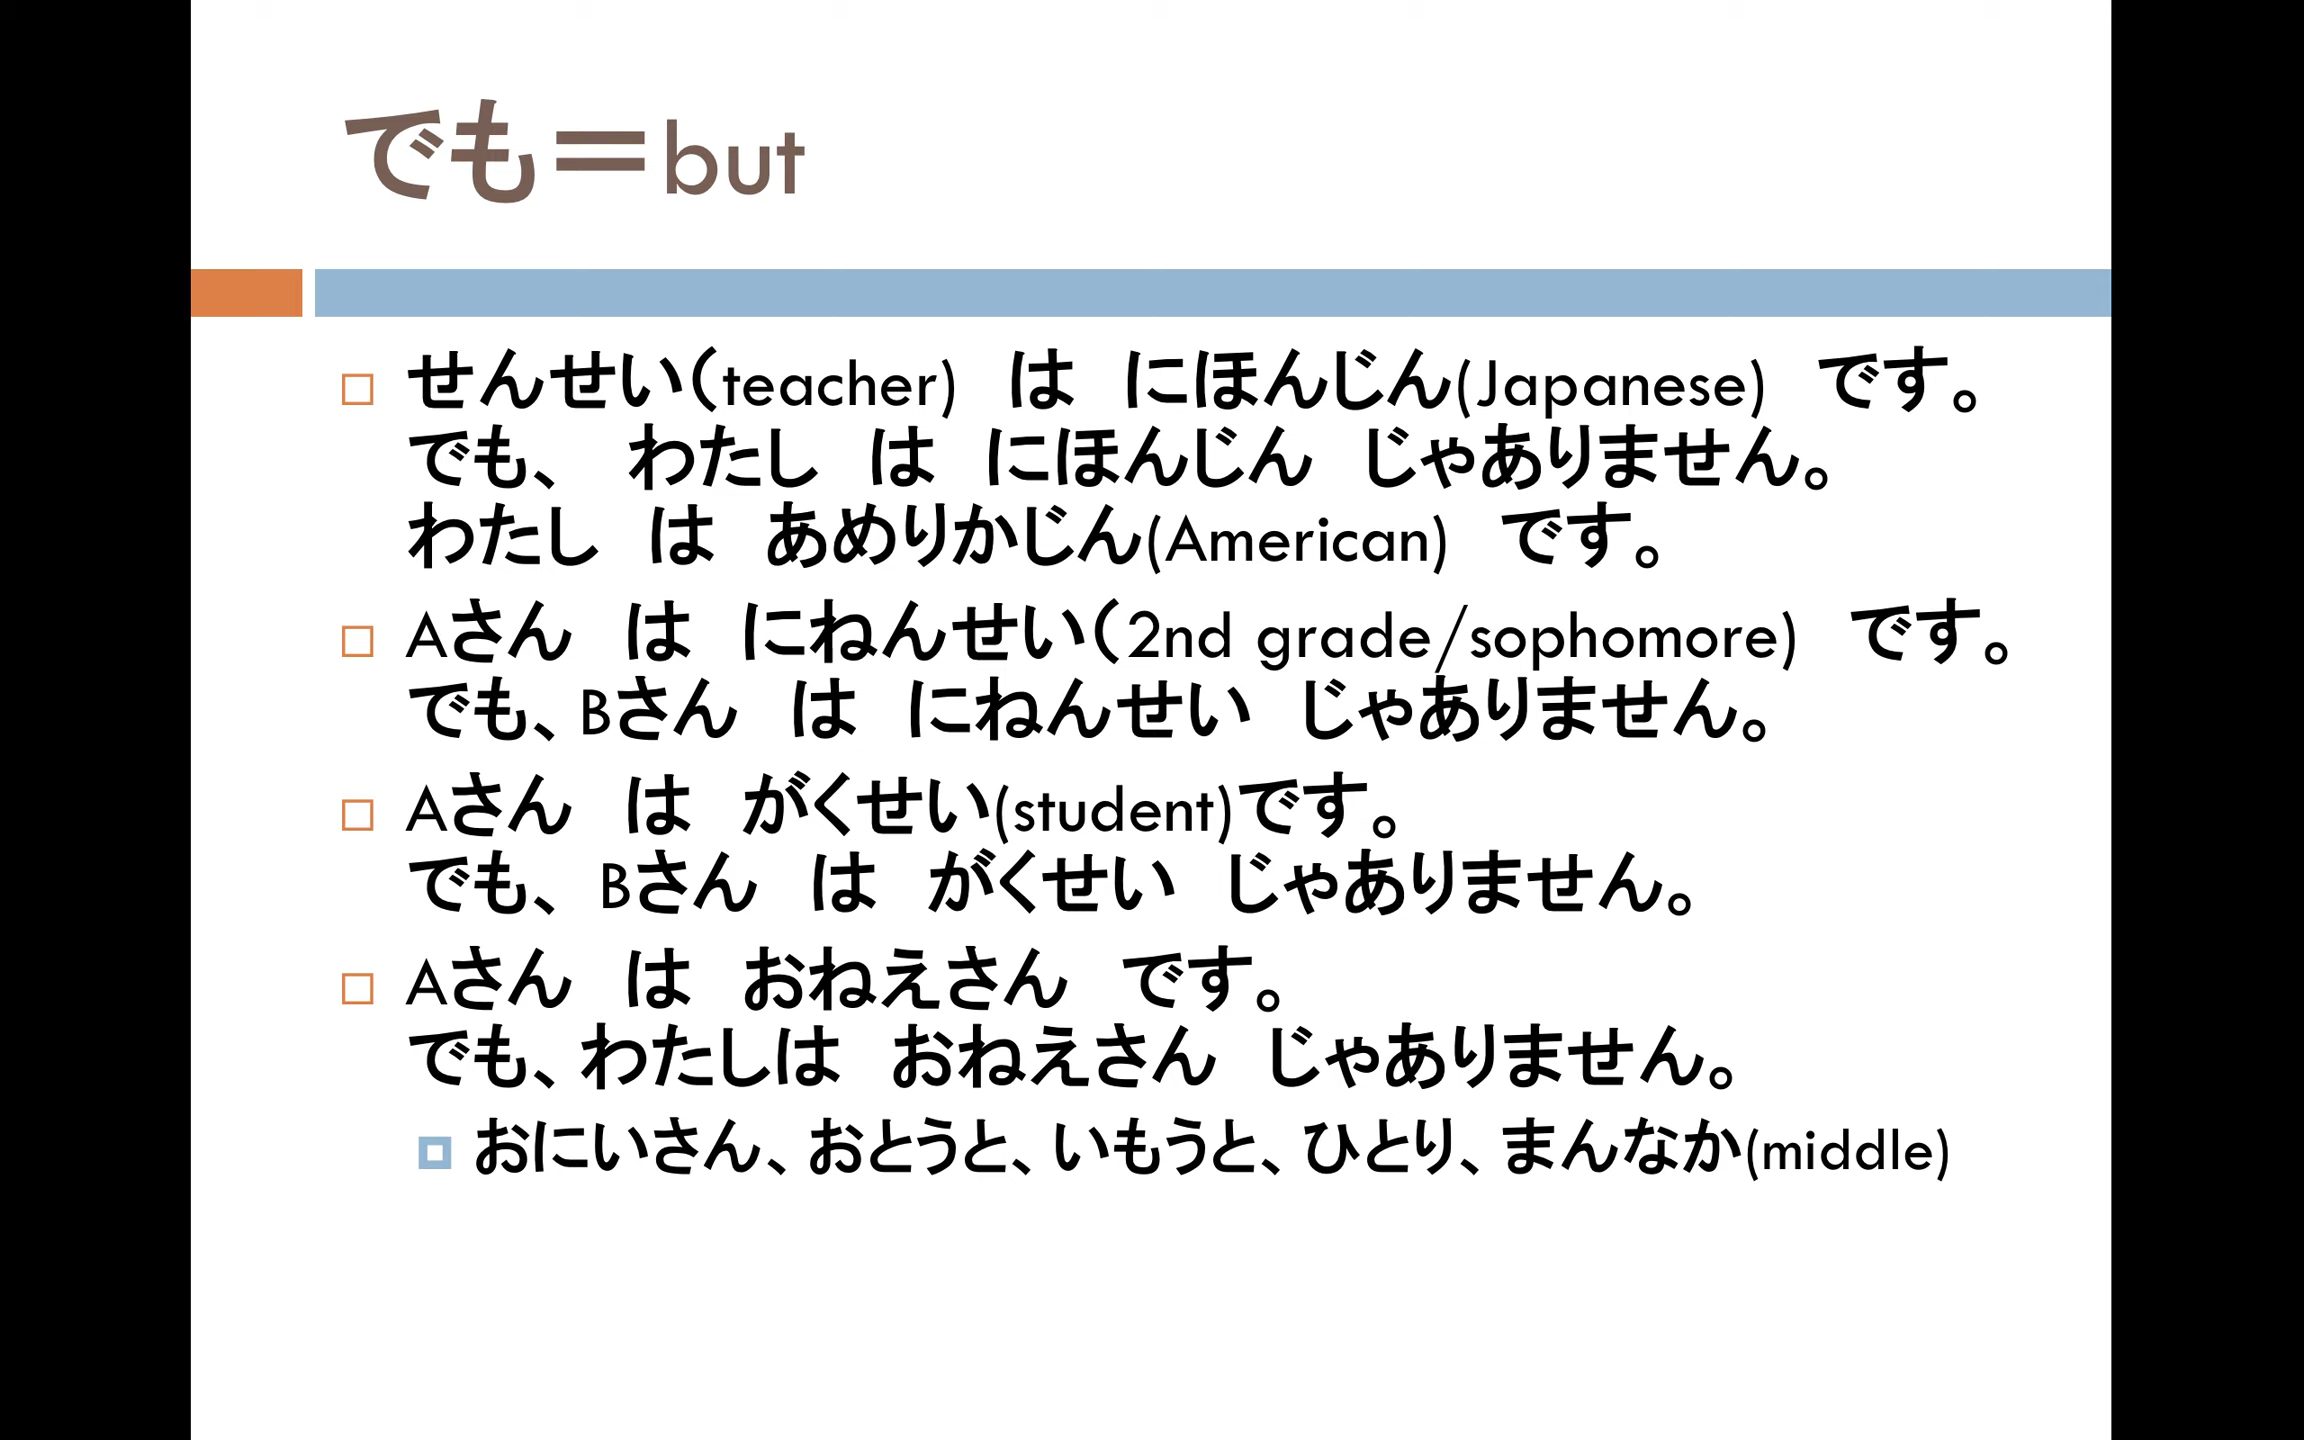 でも＝but
せんせい（teacher)　は　にほんじん(Japanese)　です。
でも、　わたし　は　にほんじん　じゃありません。
わたし　は　あめりかじん(American)　です。
Aさん　は　にねんせい（2nd grade/sophomore)　です。
でも、Bさん　は　にねんせい　じゃありません。
Aさん　は　がくせい(student)です。
でも、 Bさん　は　がくせい　じゃありません。
Aさん　は　おねえさん　です。
でも、わたしは　おねえさん　じゃありません。
おにいさん、おとうと、いもうと、ひとり、まんなか(middle)